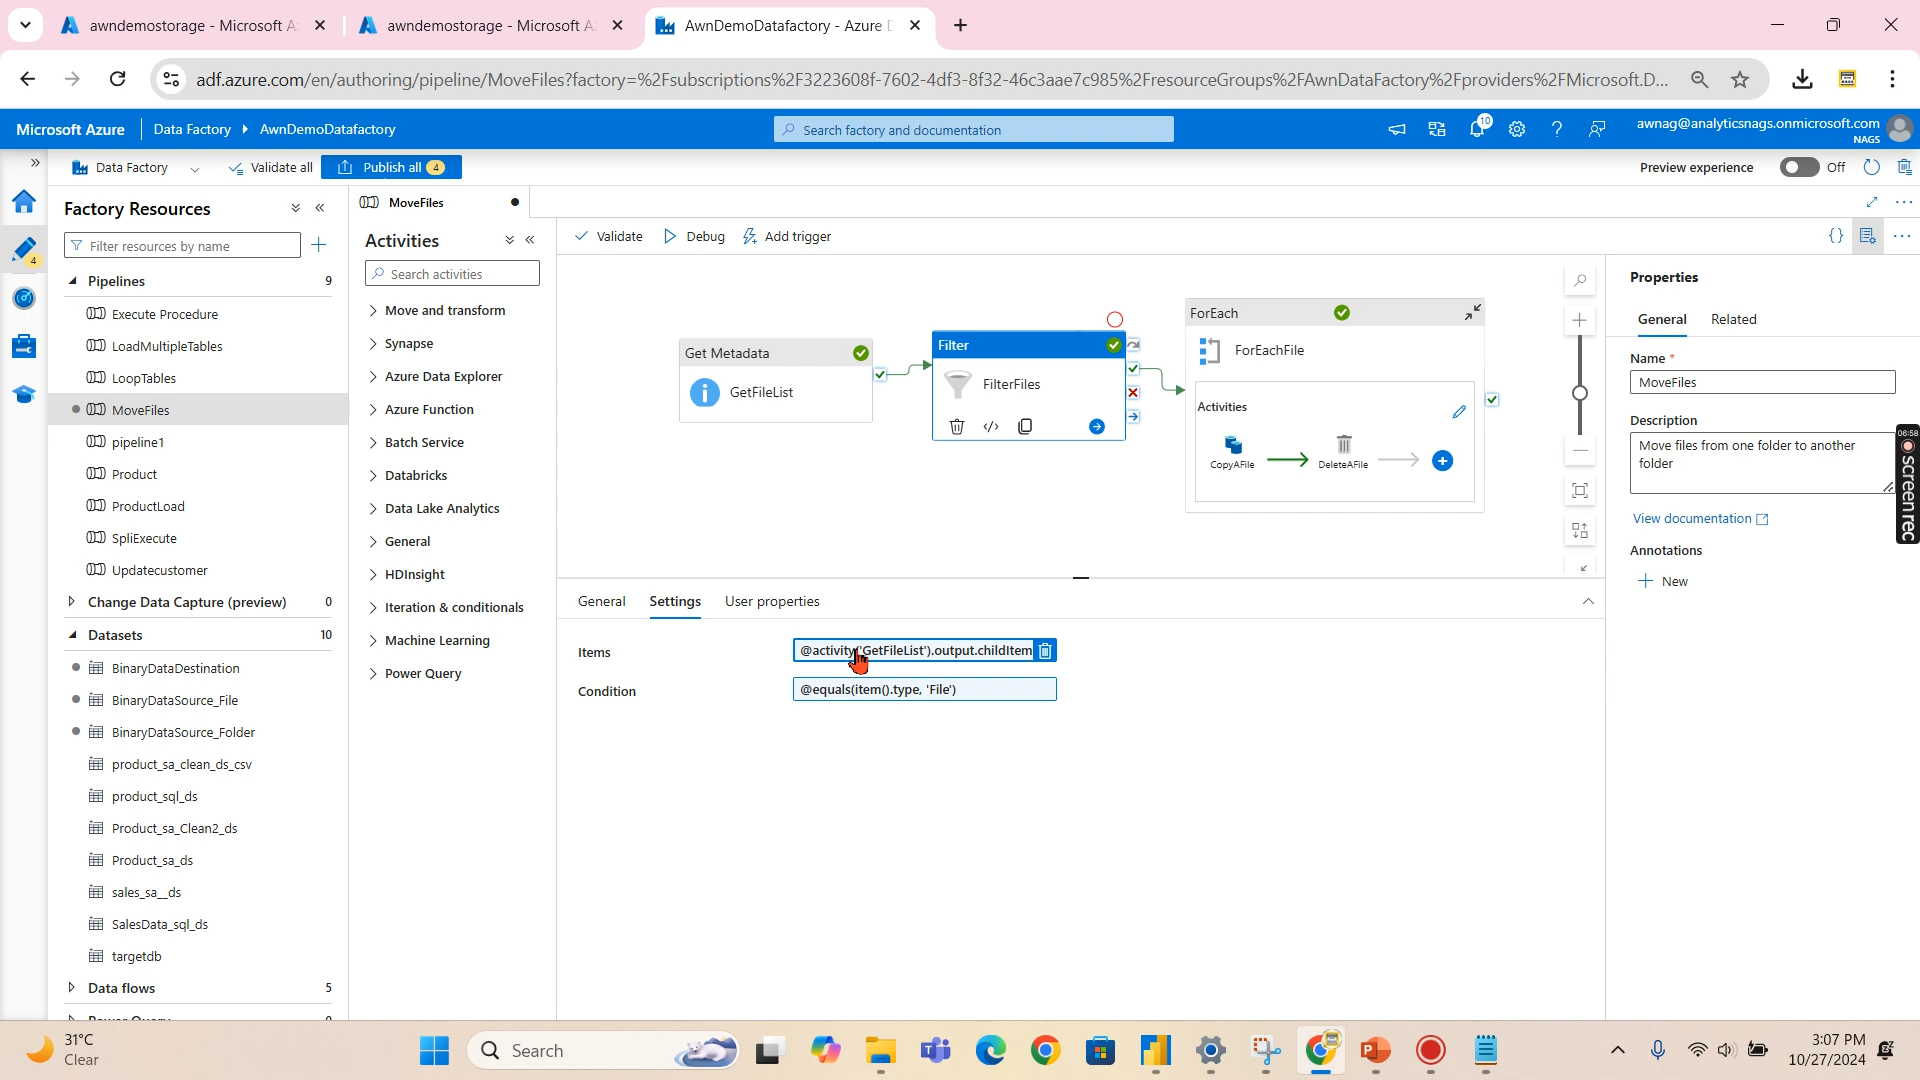 awndemostorage - Microsoft A
awndemostorage - Microsoft A
AwnDemoDatafactory - Azure D
adf.azure.com/en/authoring/pipeline/MoveFiles?factory=%2Fsubscriptions%2F3223608f-7602-4df3-8f32-46c3aae7c985%2FresourceGroups%2FAwnDataFactory%2Fproviders%2FMicrosoft.D...
Microsoft Azure
Data Factory
AwnDemoDatafactory
Search factory and documentation
10
awnag@analyticsnags.onmicrosoft.com
NAGS
Data Factory
Validate all
Publish all
4
Preview experience
Off
Factory Resources
Filter resources by name
4
Pipelines
9
Execute Procedure
LoadMultipleTables
LoopTables
MoveFiles
pipeline1
Product
ProductLoad
SpliExecute
Updatecustomer
Change Data Capture (preview)
0
Datasets
10
BinaryDataDestination
BinaryDataSource_File
BinaryDataSource_Folder
product_sa_clean_ds_csv
product_sql_ds
Product_sa_Clean2_ds
Product_sa_ds
sales_sa__ds
SalesData_sql_ds
targetdb
Data flows
5
Power Query
0
MoveFiles
Activities
Search activities
Move and transform
Synapse
Azure Data Explorer
Azure Function
Batch Service
Databricks
Data Lake Analytics
General
HDInsight
Iteration & conditionals
Machine Learning
Power Query
Validate
Debug
Add trigger
Get Metadata
GetFileList
Filter
FilterFiles
ForEach
ForEachFile
Activities
CopyAFile
DeleteAFile
General
Settings
User properties
Items
@activity('GetFileList').output.childItem
Condition
@equals(item().type, 'File')
Properties
General
Related
Name *
MoveFiles
Description
Move files from one folder to another
folder
View documentation
Annotations
New
06:58
screenrec
31°C
Clear
Search
3:07 PM
10/27/2024